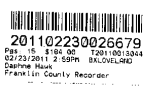 201102230026679
Pgs: 15 $184.00 T20110013044
02/23/2011 2:59PM BXLOVELAND
Daphne Hawk
Franklin County Recorder